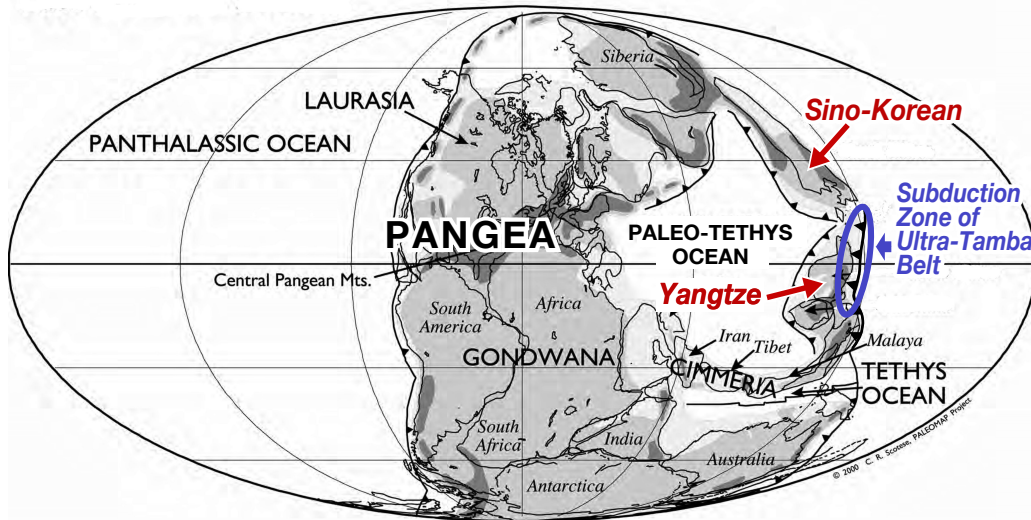 Siberia
LAURASIA
Sino-Korean
PANTHALASSIC OCEAN
Subduction
Zone of
Ultra-Tamba
Belt
PANGEA
PALEO-TETHYS
OCEAN
Central Pangean Mts.
Yangtze
South
America
Africa
Iran
Tibet
Malaya
GONDWANA
CIMMERIA
TETHYS
OCEAN
South
Africa
India
Australia
Antarctica
© 2000 C. R. Scotese, PALEOMAP Project